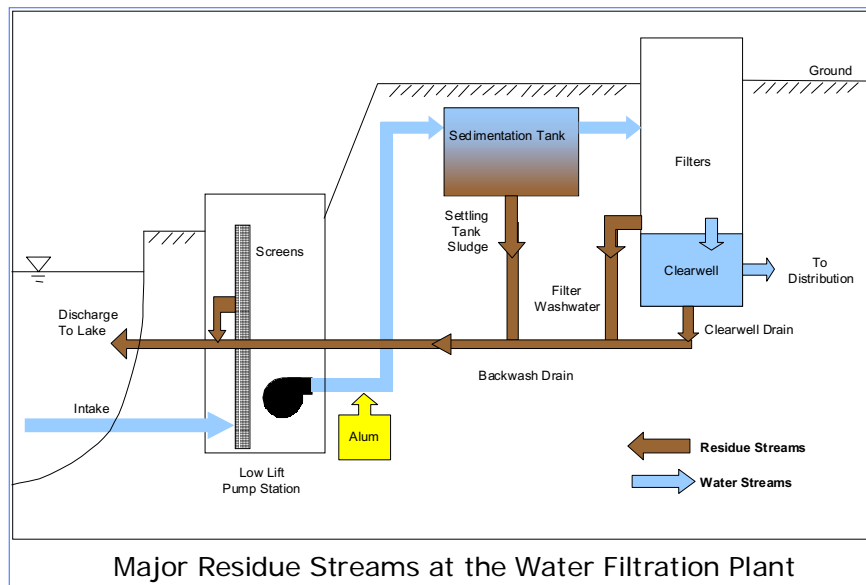 Ground
Sedimentation Tank
Filters
Settling
Tank
Sludge
Screens
Clearwell
To
Distribution
Filter
Washwater
Discharge
To Lake
Clearwell Drain
Backwash Drain
Intake
Alum
Residue Streams
Low Lift
Pump Station
Water Streams
Major Residue Streams at the Water Filtration Plant